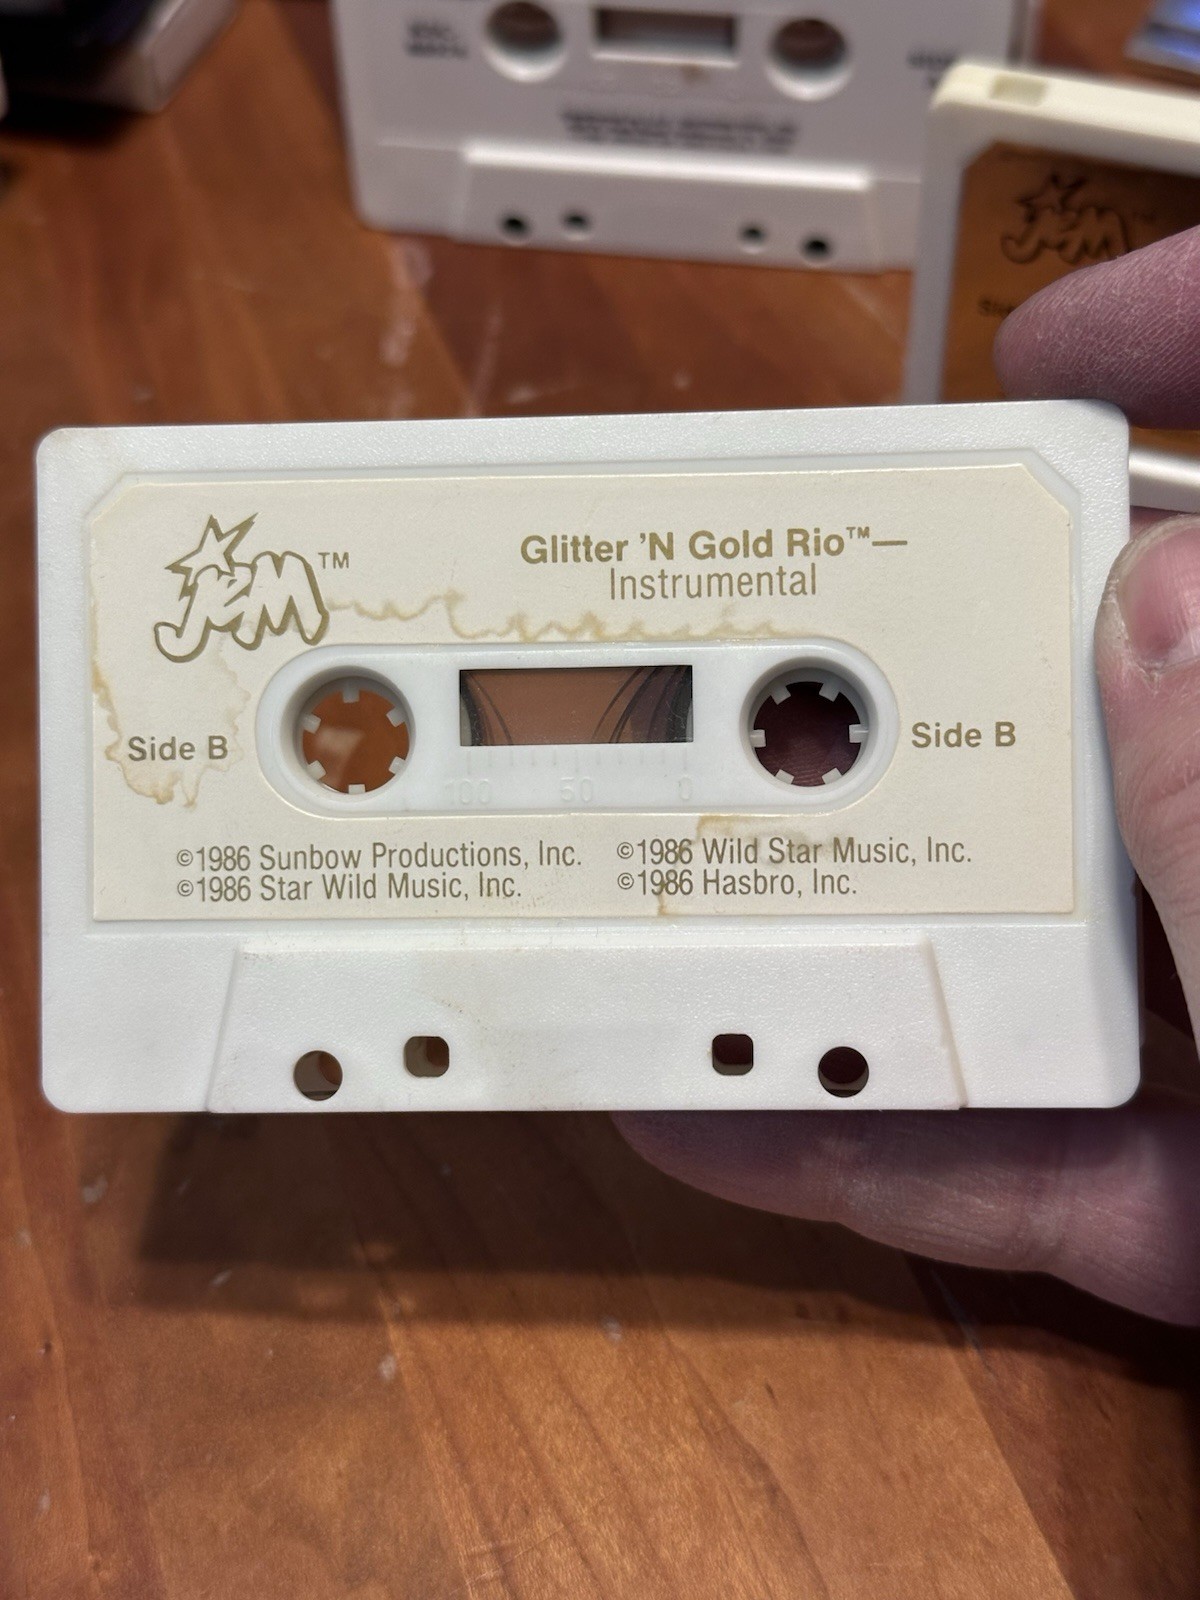 JEM™
Glitter 'N Gold Rio™—
Instrumental
Side B
Side B
100 50 0
©1986 Sunbow Productions, Inc.
©1986 Star Wild Music, Inc.
©1986 Wild Star Music, Inc.
©1986 Hasbro, Inc.
JEM